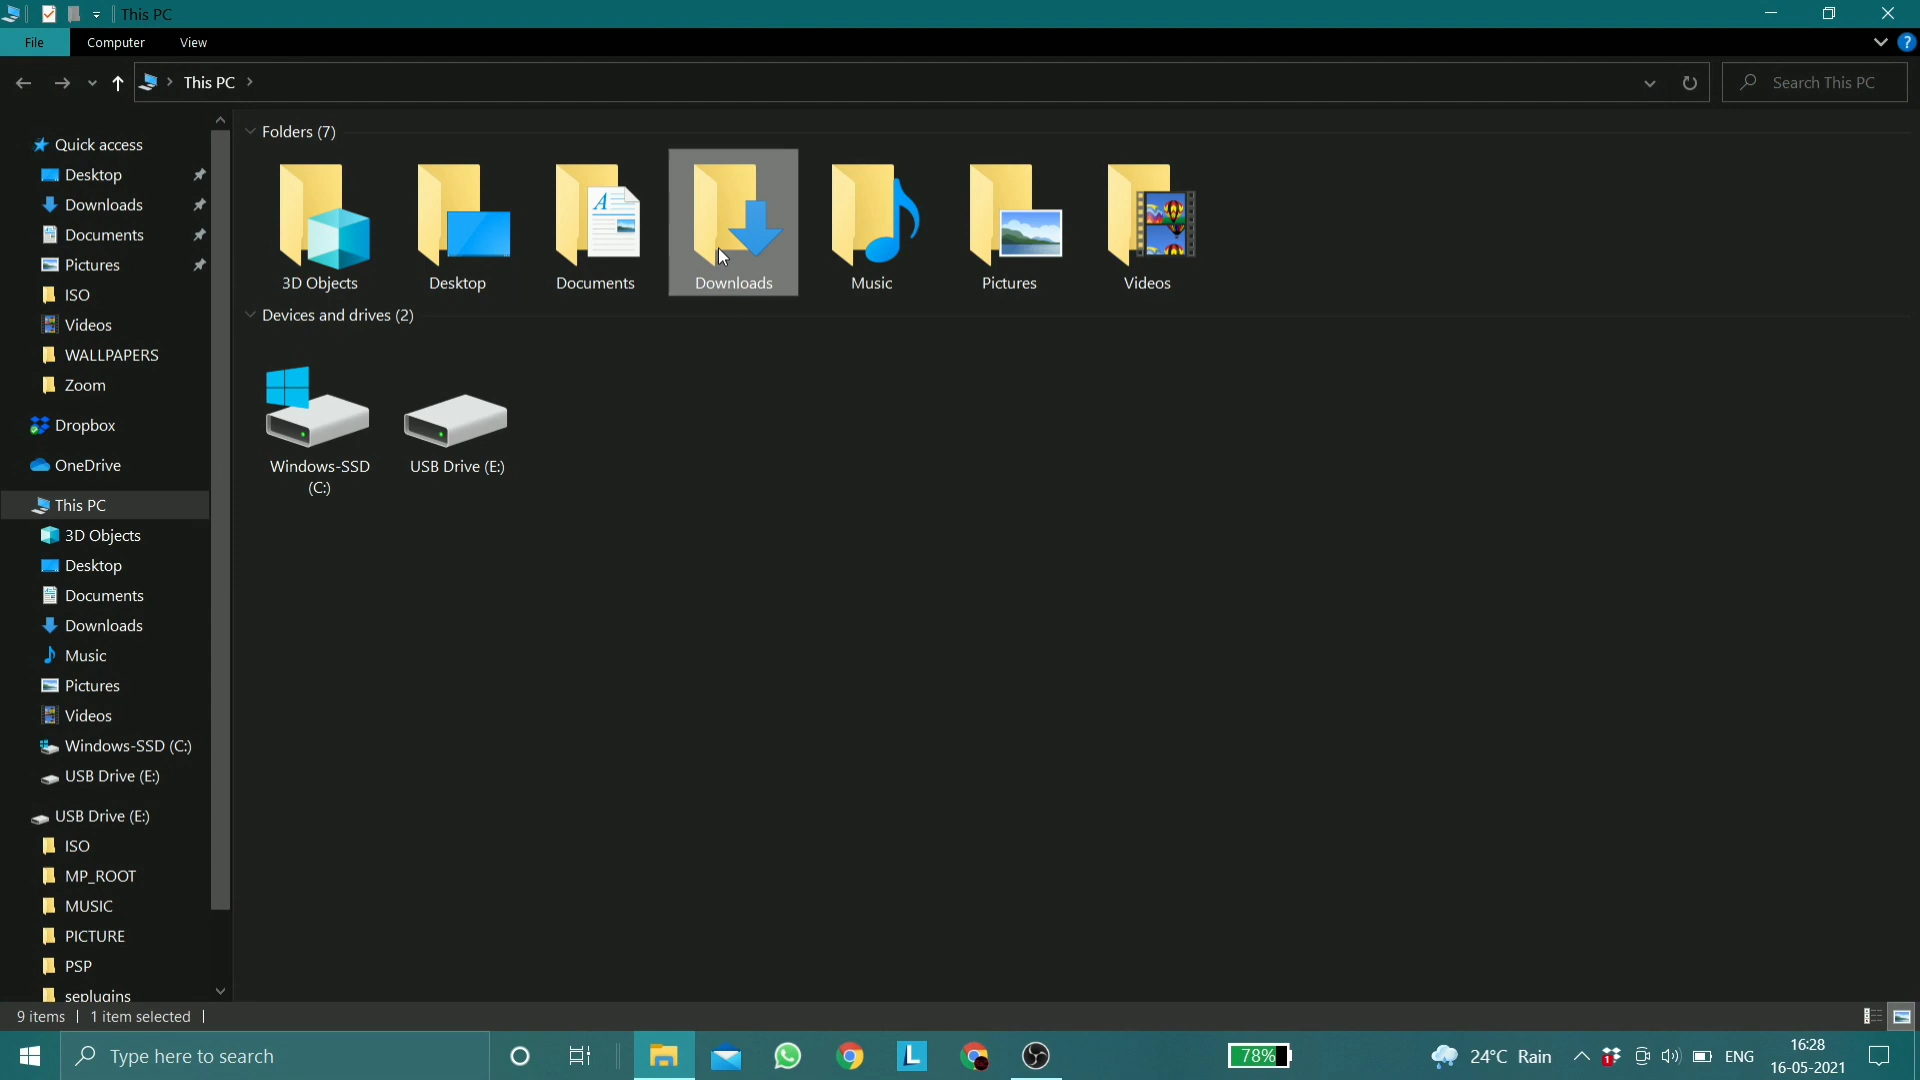 This PC
File
Computer
View
This PC
Search This PC
Quick access
Desktop
Downloads
Documents
Pictures
ISO
Videos
WALLPAPERS
Zoom
Dropbox
OneDrive
This PC
3D Objects
Desktop
Documents
Downloads
Music
Pictures
Videos
Windows-SSD (C:)
USB Drive (E:)
USB Drive (E:)
ISO
MP_ROOT
MUSIC
PICTURE
PSP
seplugins
Folders (7)
3D Objects
Desktop
Documents
Downloads
Music
Pictures
Videos
Devices and drives (2)
Windows-SSD
(C:)
USB Drive (E:)
9 items
1 item selected
Type here to search
78%
24°C Rain
1
ENG
16:28
16-05-2021